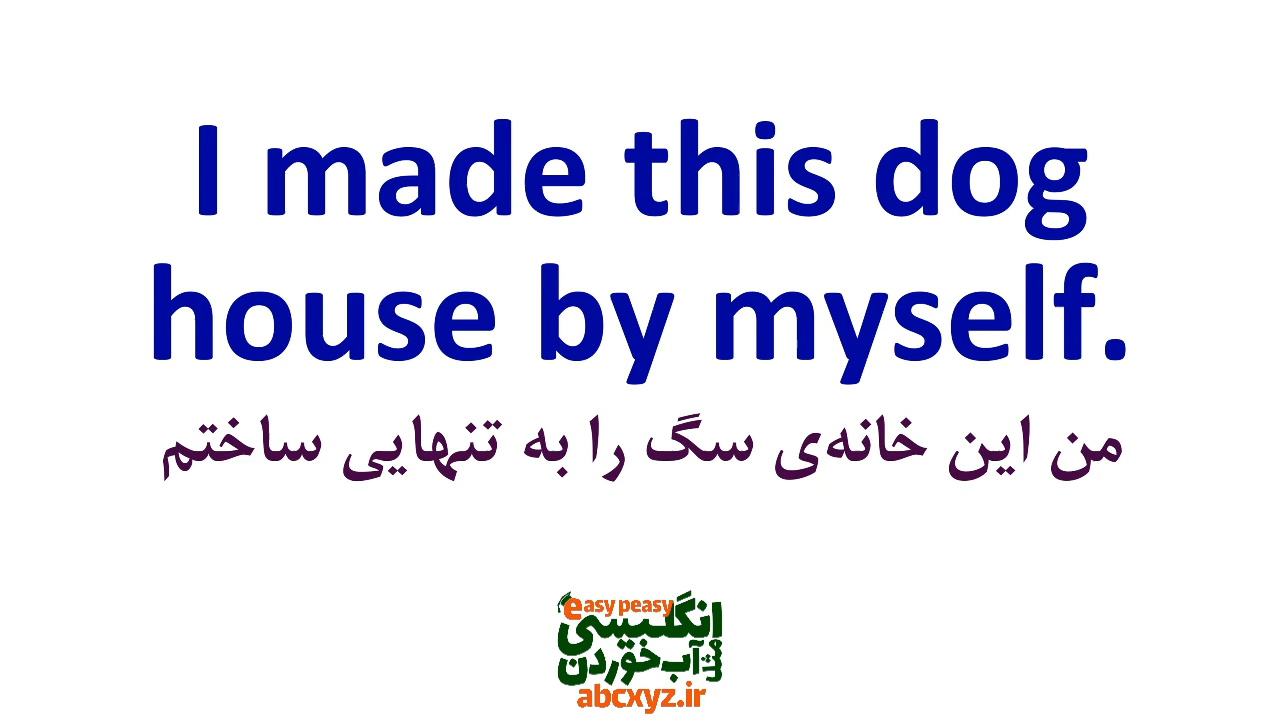 I made this dog
house by myself.
من این خانه‌ی سگ را به تنهایی ساختم
easy peasy
انگلیسی
مثل آب خوردن
abcxyz.ir